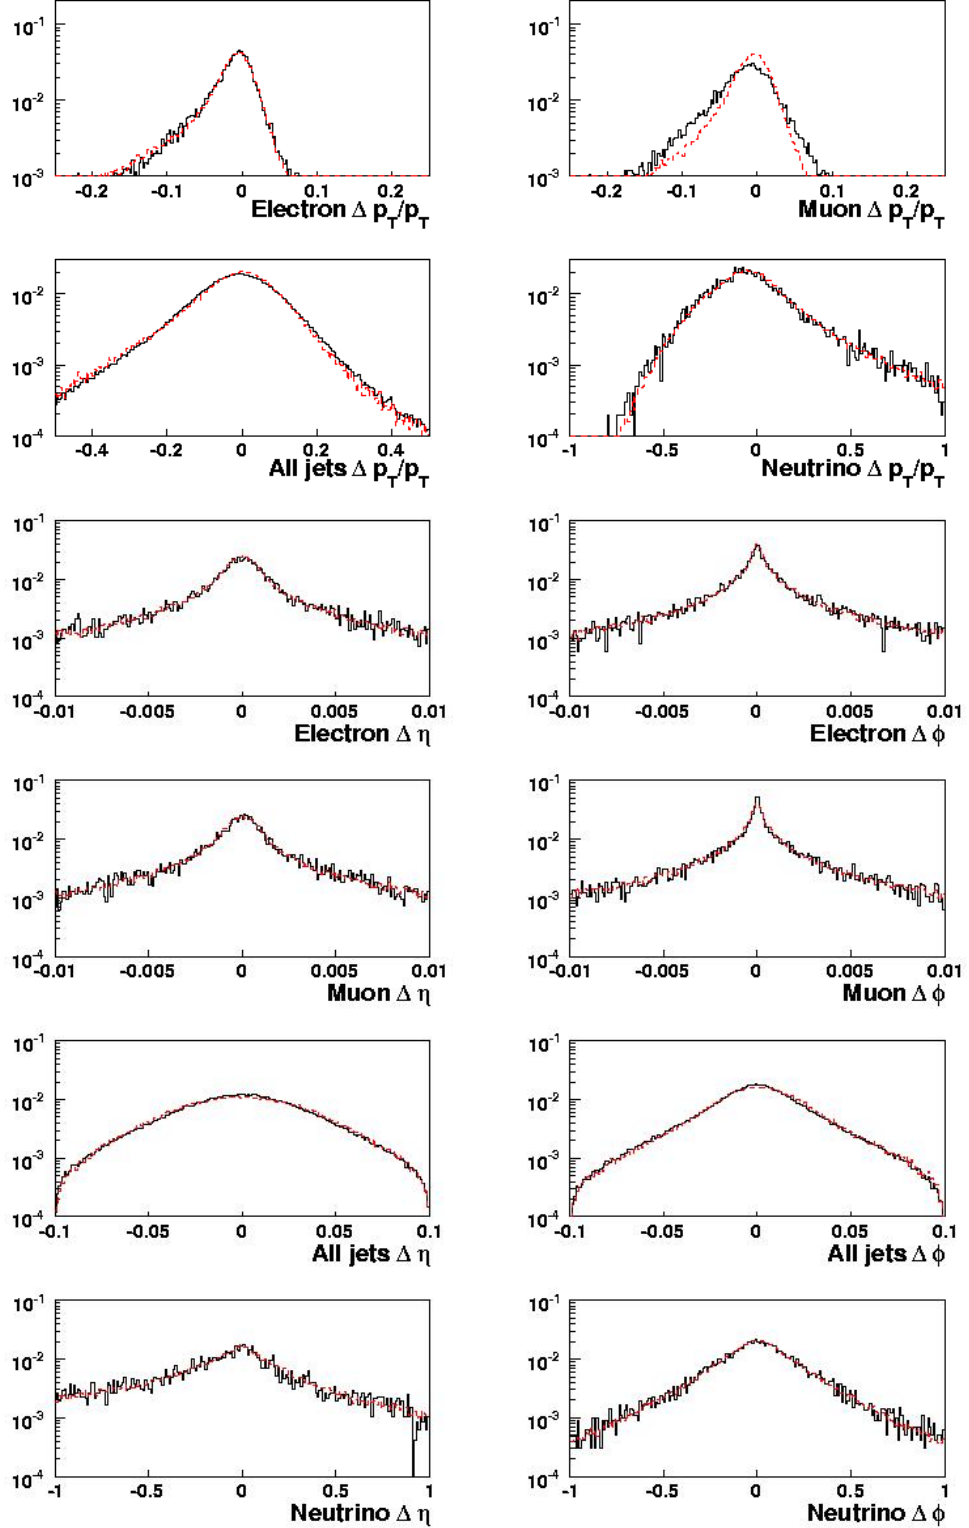 10⁻¹ 10⁻¹
10⁻² 10⁻²
10⁻³ 10⁻³
-0.2 -0.1 0 0.1 0.2 -0.2 -0.1 0 0.1 0.2
Electron Δ p_T/p_T Muon Δ p_T/p_T
10⁻² 10⁻²
10⁻³ 10⁻³
10⁻⁴ 10⁻⁴
-0.4 -0.2 0 0.2 0.4 -1 -0.5 0 0.5 1
All jets Δ p_T/p_T Neutrino Δ p_T/p_T
10⁻¹ 10⁻¹
10⁻² 10⁻²
10⁻³ 10⁻³
10⁻⁴ 10⁻⁴
-0.01 -0.005 0 0.005 0.01 -0.01 -0.005 0 0.005 0.01
Electron Δ η Electron Δ ϕ
10⁻¹ 10⁻¹
10⁻² 10⁻²
10⁻³ 10⁻³
10⁻⁴ 10⁻⁴
-0.01 -0.005 0 0.005 0.01 -0.01 -0.005 0 0.005 0.01
Muon Δ η Muon Δ ϕ
10⁻¹ 10⁻¹
10⁻² 10⁻²
10⁻³ 10⁻³
10⁻⁴ 10⁻⁴
-0.1 -0.05 0 0.05 0.1 -0.1 -0.05 0 0.05 0.1
All jets Δ η All jets Δ ϕ
10⁻¹ 10⁻¹
10⁻² 10⁻²
10⁻³ 10⁻³
10⁻⁴ 10⁻⁴
-1 -0.5 0 0.5 1 -1 -0.5 0 0.5 1
Neutrino Δ η Neutrino Δ ϕ